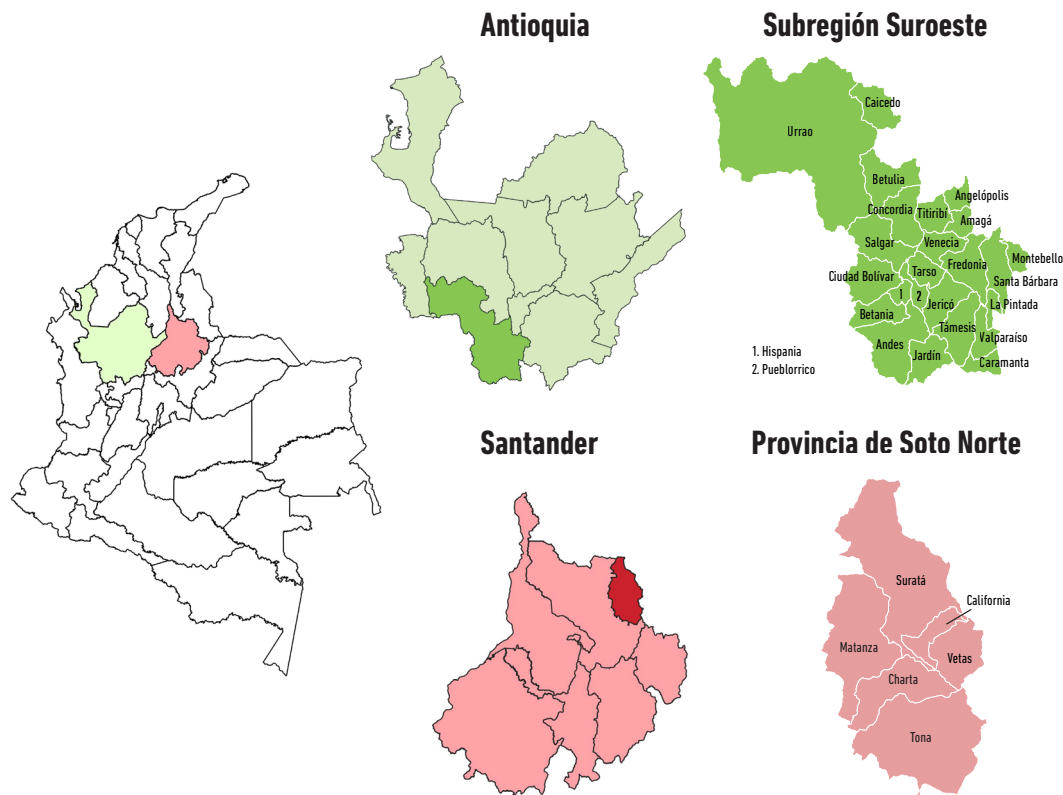 Antioquia
Subregión Suroeste
Caicedo
Urrao
Betulia
Angelópolis
Concordia
Titiribí
Amagá
Salgar
Venecia
Montebello
Fredonia
Ciudad Bolívar
Tarso
Santa Bárbara
1
2
Jericó
La Pintada
Betania
Támesis
Valparaíso
Andes
Jardín
Caramanta
1. Hispania
2. Pueblorrico
Santander
Provincia de Soto Norte
Suratá
California
Matanza
Vetas
Charta
Tona